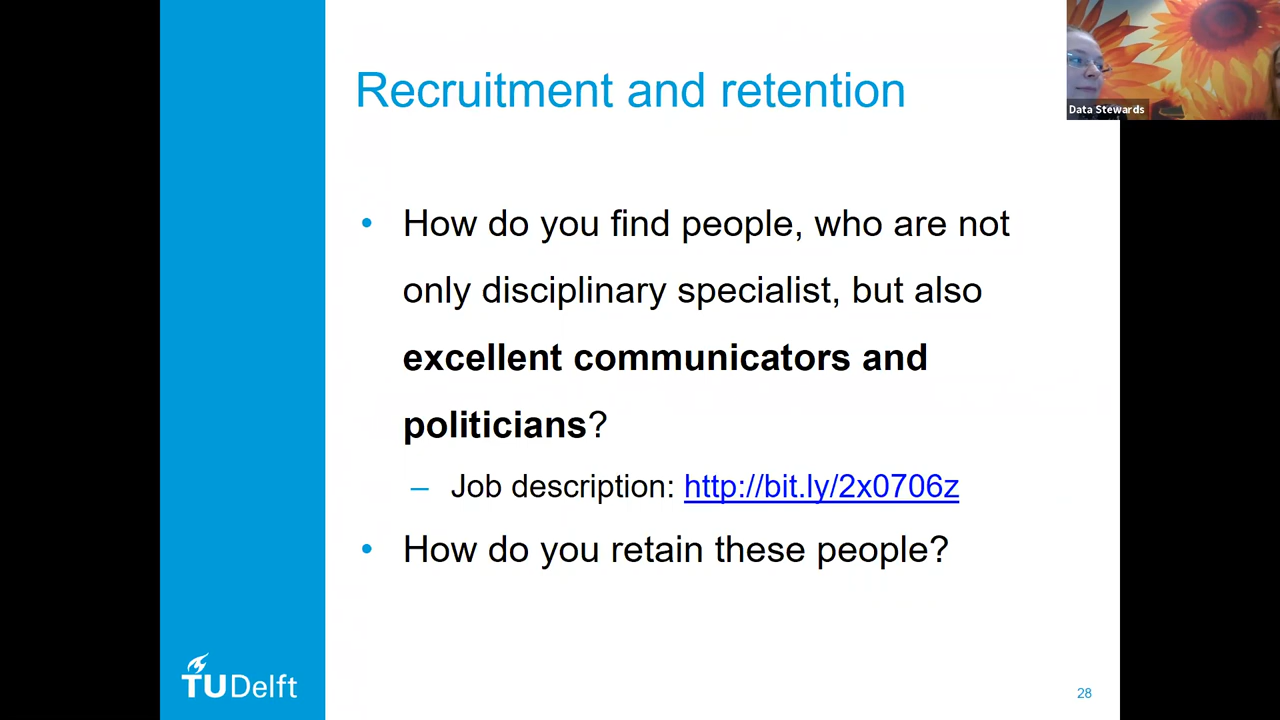 Recruitment and retention
Data Stewards
• How do you find people, who are not
only disciplinary specialist, but also
excellent communicators and
politicians?
– Job description: http://bit.ly/2x0706z
• How do you retain these people?
TU Delft
28